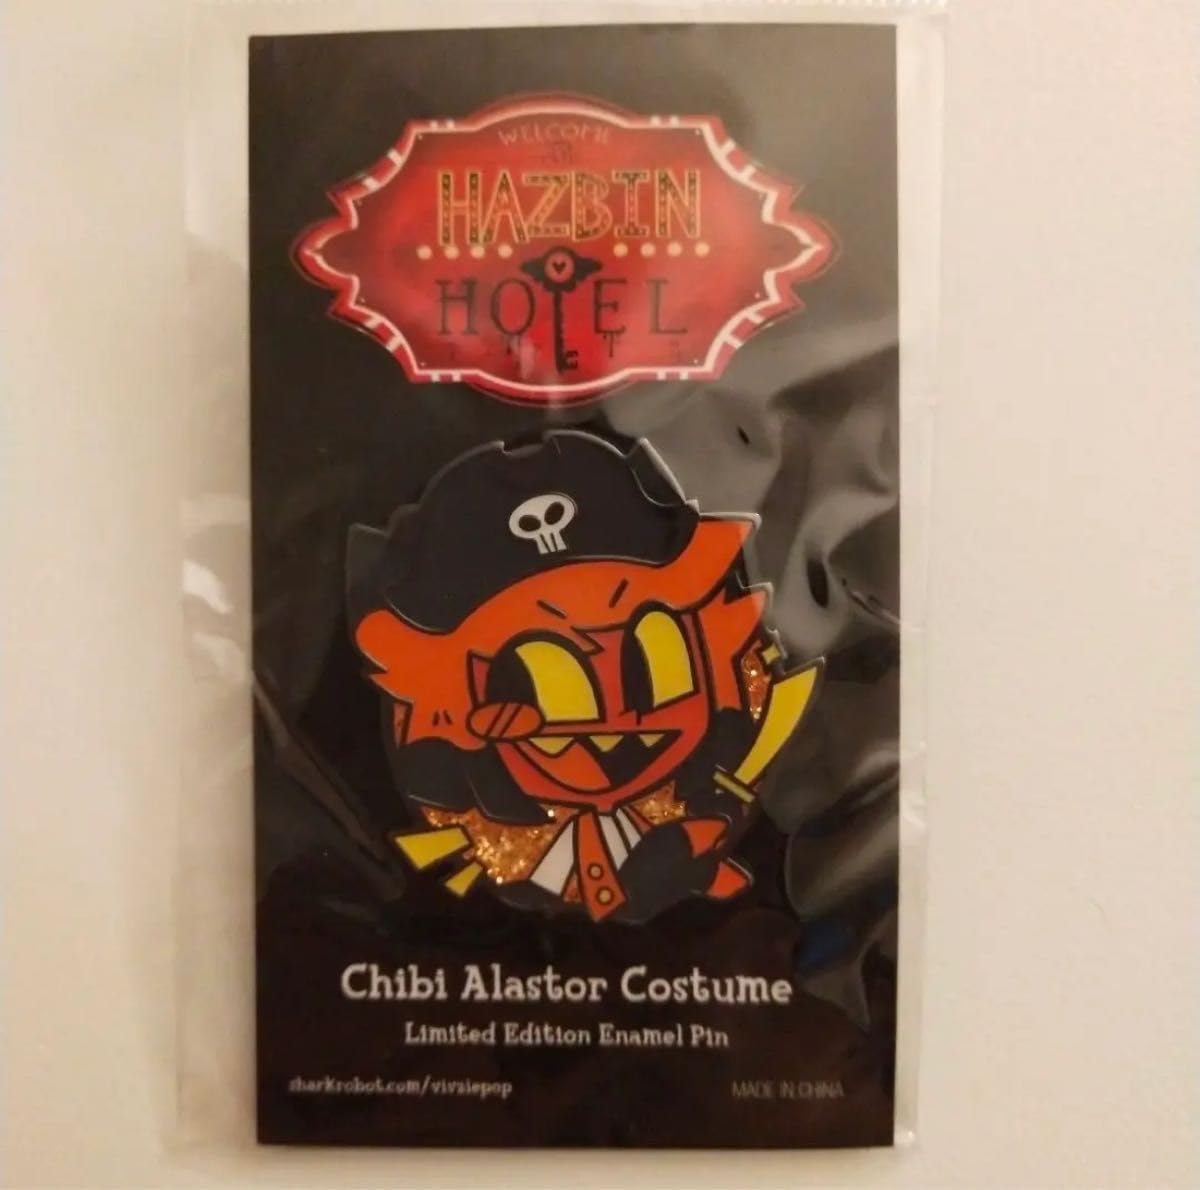 WELCOME
TO
HAZBIN
HOTEL
Chibi Alastor Costume
Limited Edition Enamel Pin
sharkrobot.com/vivziepop
MADE IN CHINA